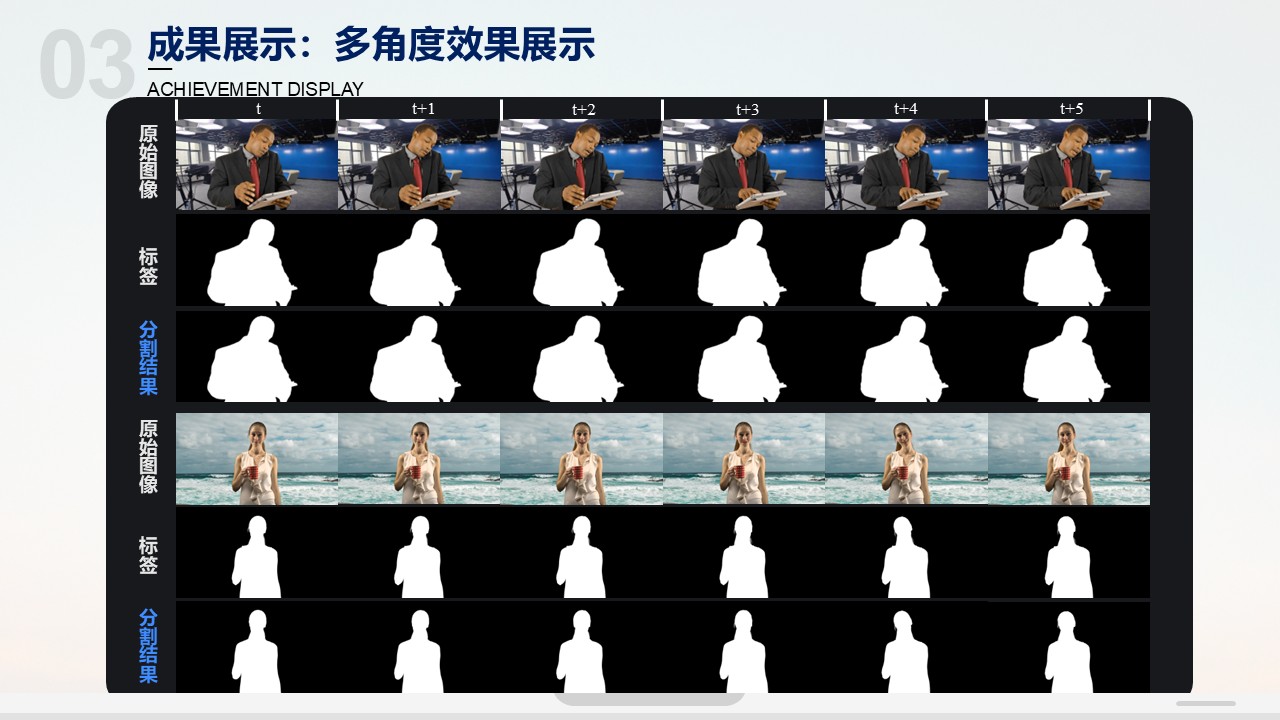 03
成果展示：多角度效果展示
ACHIEVEMENT DISPLAY
t t+1 t+2 t+3 t+4 t+5
原始图像
标签
分割结果
原始图像
标签
分割结果